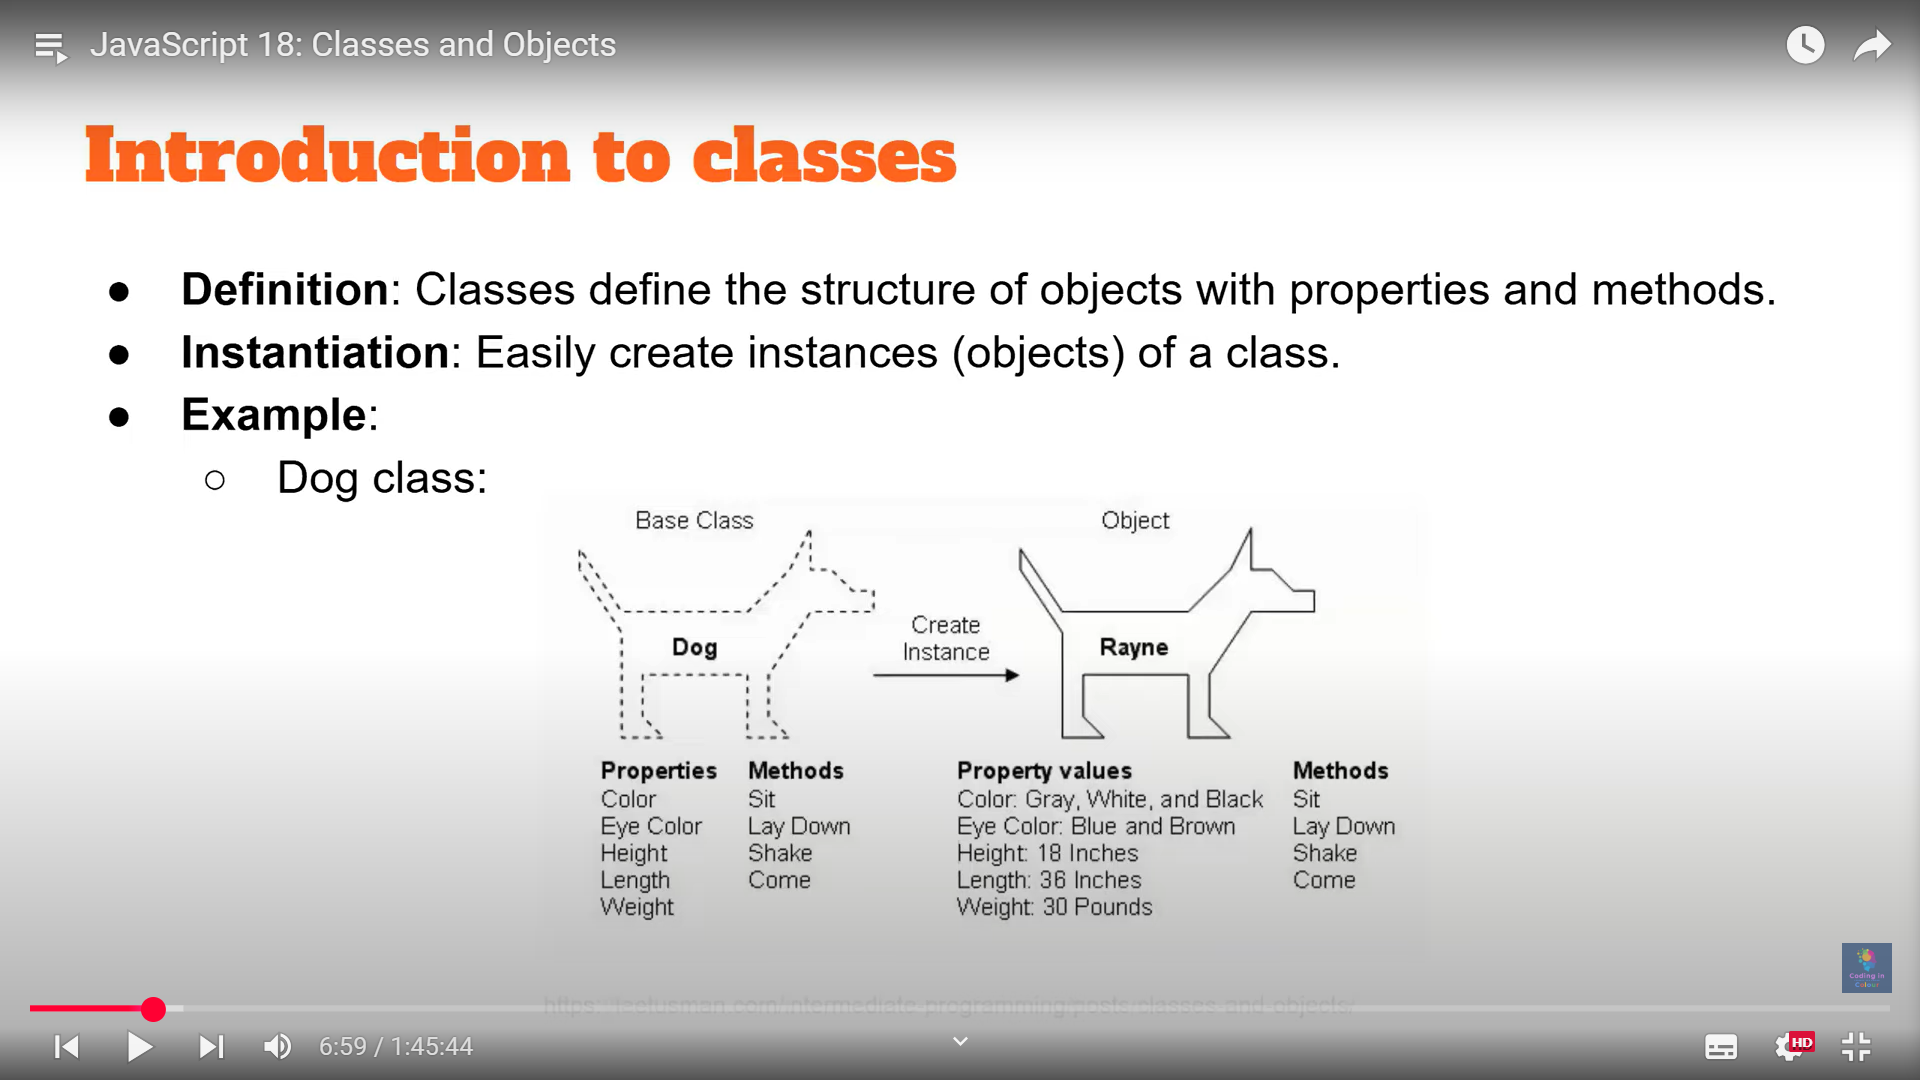 JavaScript 18: Classes and Objects
Introduction to classes
● Definition: Classes define the structure of objects with properties and methods.
● Instantiation: Easily create instances (objects) of a class.
● Example:
○ Dog class:
Base Class
Object
Create
Instance
Dog
Rayne
Properties Methods
Color Sit
Eye Color Lay Down
Height Shake
Length Come
Weight
Property values Methods
Color: Gray, White, and Black Sit
Eye Color: Blue and Brown Lay Down
Height: 18 Inches Shake
Length: 36 Inches Come
Weight: 30 Pounds
Coding in
Colour
6:59 / 1:45:44
HD